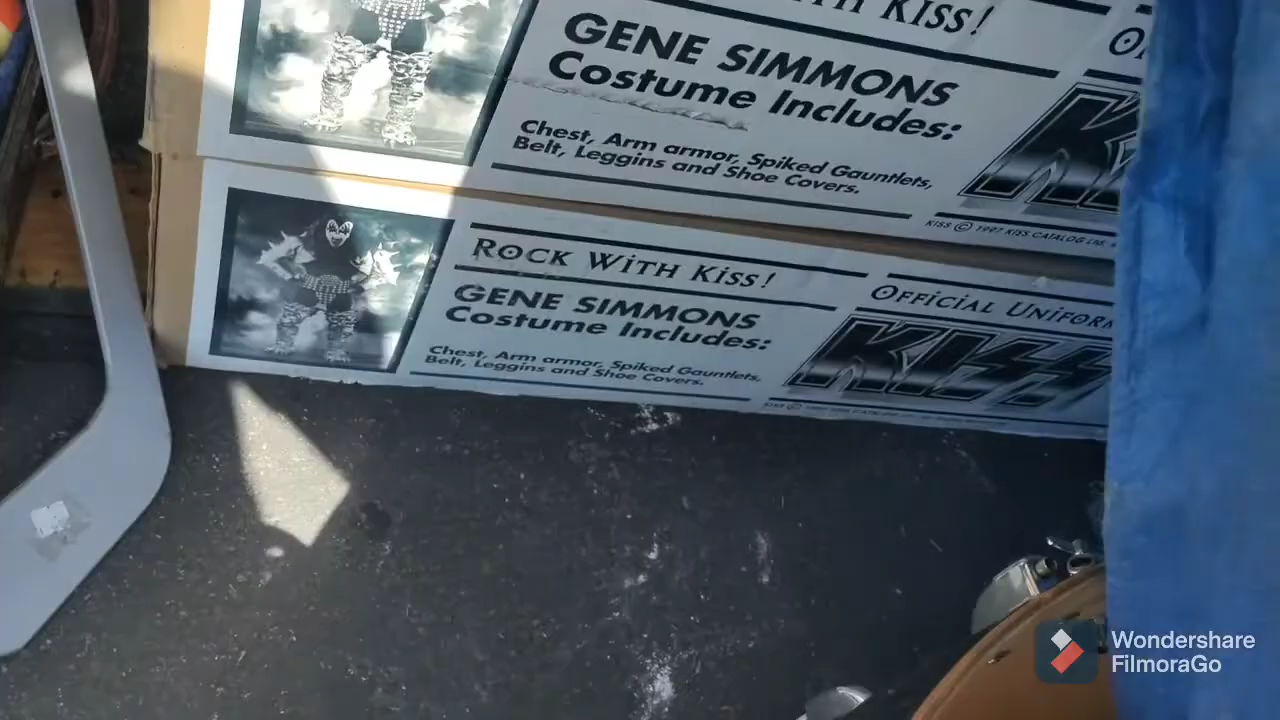 WITH KISS!
GENE SIMMONS
Costume Includes:
Chest, Arm armor, Spiked Gauntlets,
Belt, Leggins and Shoe Covers.
KISS © 1997 KISS CATALOG LTD.
ROCK WITH KISS!
GENE SIMMONS
Costume Includes:
Chest, Arm armor, Spiked Gauntlets,
Belt, Leggins and Shoe Covers.
OFFICIAL UNIFORM
KISS
Wondershare
FilmoraGo